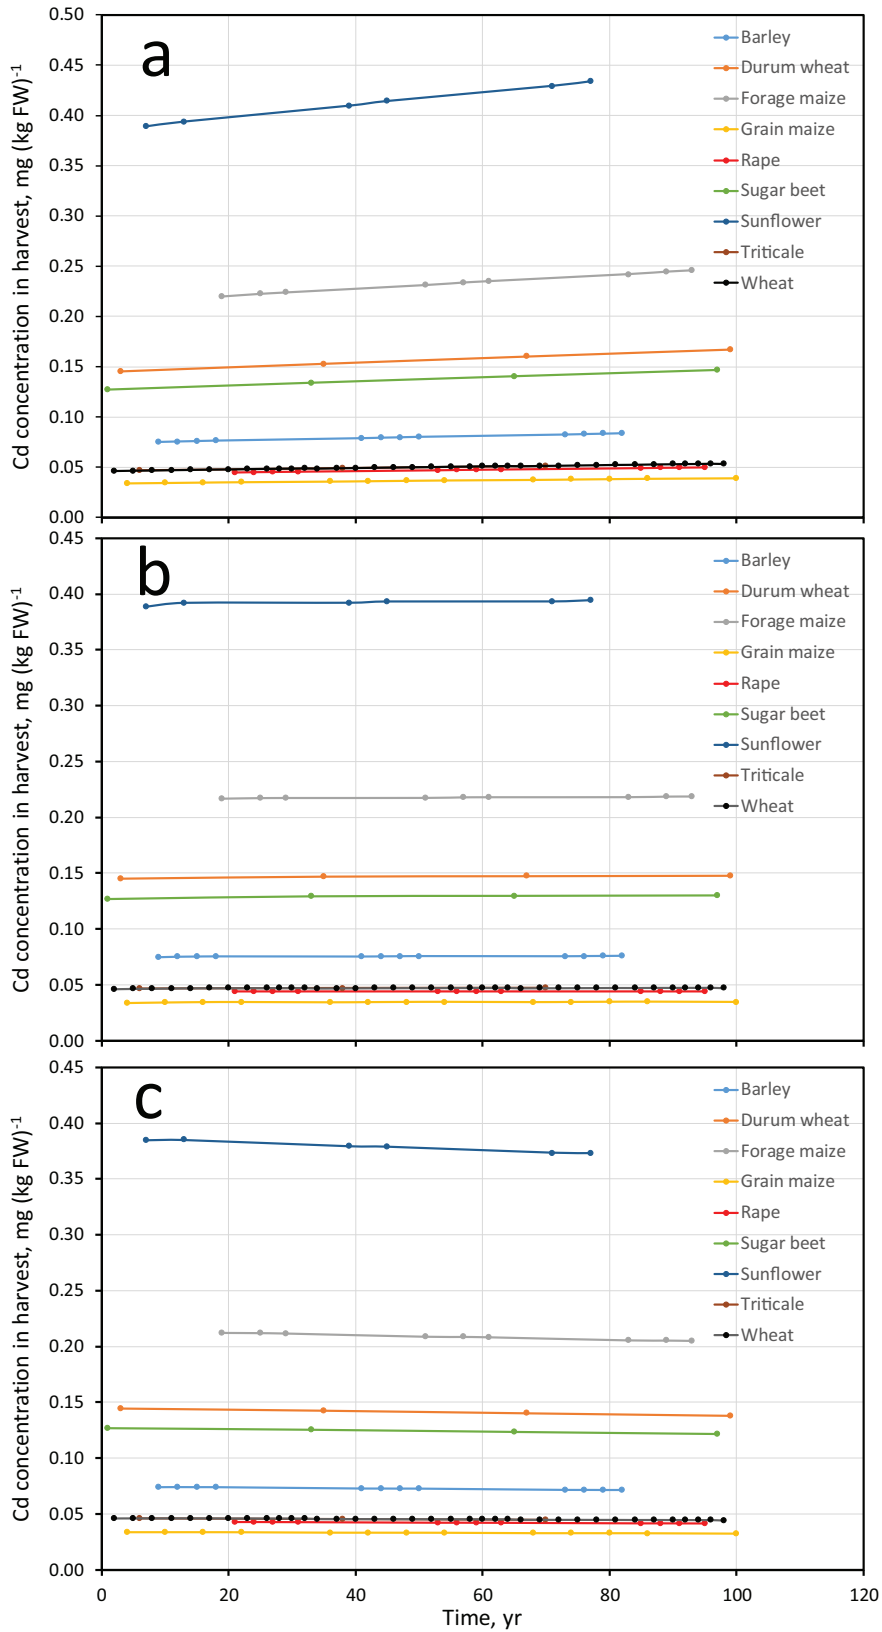 a
Cd concentration in harvest, mg (kg FW)⁻¹
0.50
0.45
0.40
0.35
0.30
0.25
0.20
0.15
0.10
0.05
0.00
Barley
Durum wheat
Forage maize
Grain maize
Rape
Sugar beet
Sunflower
Triticale
Wheat
b
Cd concentration in harvest, mg (kg FW)⁻¹
0.45
0.40
0.35
0.30
0.25
0.20
0.15
0.10
0.05
0.00
Barley
Durum wheat
Forage maize
Grain maize
Rape
Sugar beet
Sunflower
Triticale
Wheat
c
Cd concentration in harvest, mg (kg FW)⁻¹
0.45
0.40
0.35
0.30
0.25
0.20
0.15
0.10
0.05
0.00
Barley
Durum wheat
Forage maize
Grain maize
Rape
Sugar beet
Sunflower
Triticale
Wheat
0 20 40 60 80 100 120
Time, yr